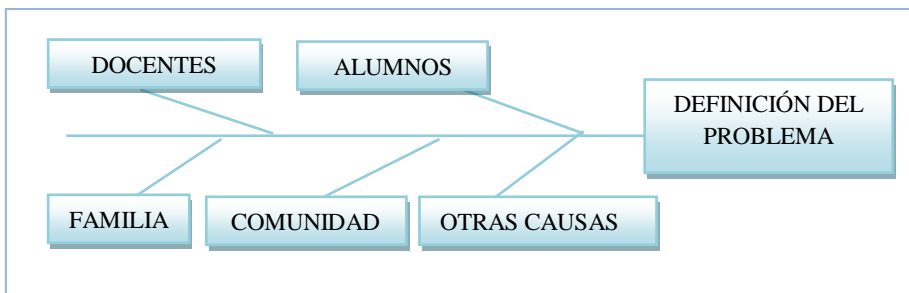 DOCENTES
ALUMNOS
DEFINICIÓN DEL
PROBLEMA
FAMILIA
COMUNIDAD
OTRAS CAUSAS